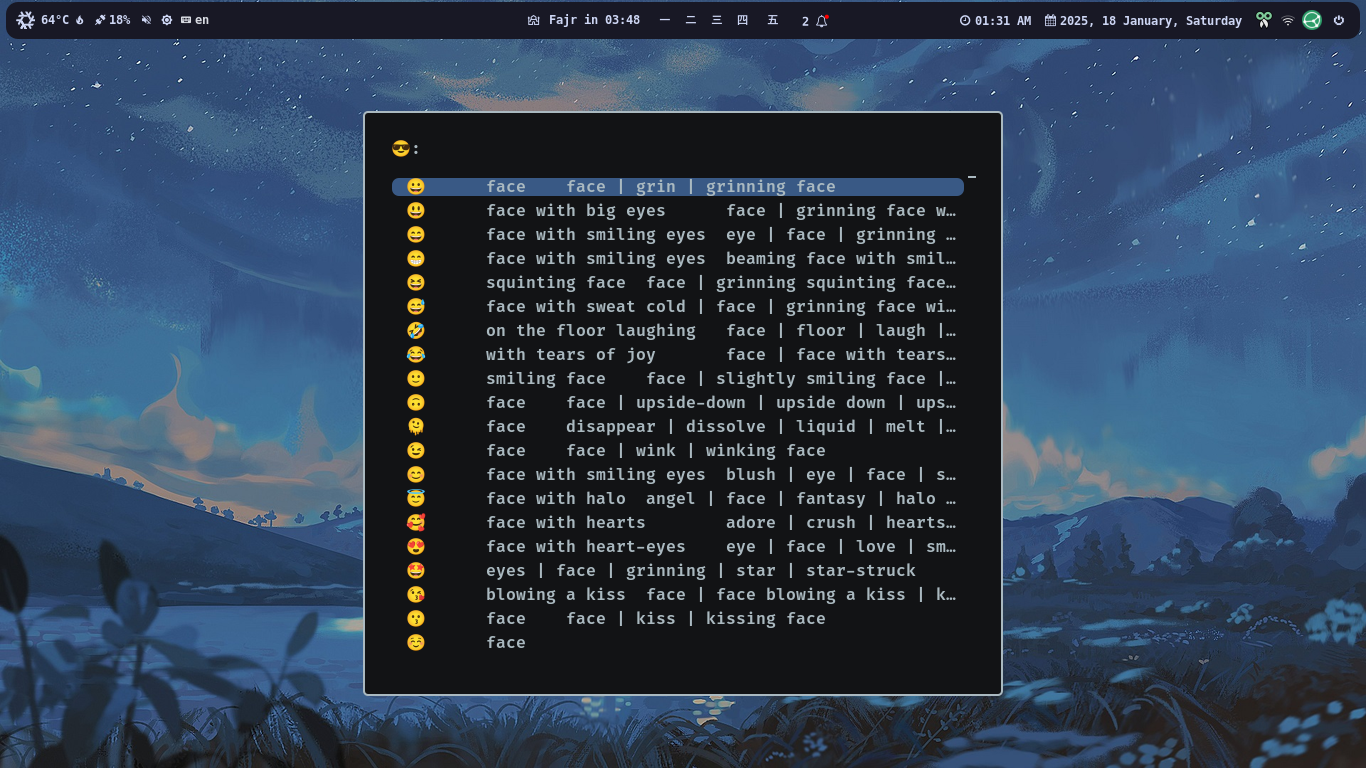 64°C 18% en Fajr in 03:48 一 二 三 四 五 2 01:31 AM 2025, 18 January, Saturday
😎:
😀 face face | grin | grinning face
😃 face with big eyes face | grinning face w…
😄 face with smiling eyes eye | face | grinning …
😁 face with smiling eyes beaming face with smil…
😆 squinting face face | grinning squinting face…
😅 face with sweat cold | face | grinning face wi…
🤣 on the floor laughing face | floor | laugh |…
😂 with tears of joy face | face with tears…
🙂 smiling face face | slightly smiling face |…
🙃 face face | upside-down | upside down | ups…
🫠 face disappear | dissolve | liquid | melt |…
😉 face face | wink | winking face
😊 face with smiling eyes blush | eye | face | s…
😇 face with halo angel | face | fantasy | halo …
🥰 face with hearts adore | crush | hearts…
😍 face with heart-eyes eye | face | love | sm…
🤩 eyes | face | grinning | star | star-struck
😘 blowing a kiss face | face blowing a kiss | k…
😗 face face | kiss | kissing face
☺️ face